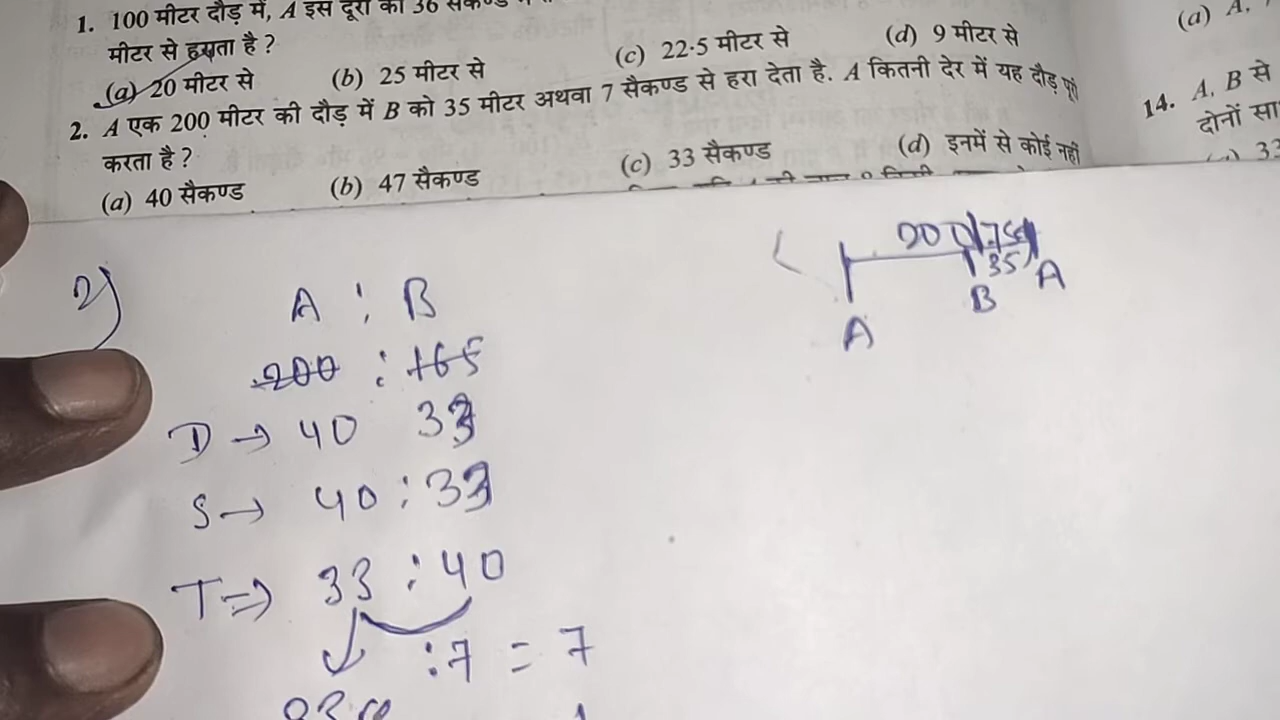 1. 100 मीटर दौड़ में, A इस दूरी को 36 सैकण्ड
मीटर से हराता है ?
(a) 20 मीटर से (b) 25 मीटर से (c) 22·5 मीटर से (d) 9 मीटर से
2. A एक 200 मीटर की दौड़ में B को 35 मीटर अथवा 7 सैकण्ड से हरा देता है. A कितनी देर में यह दौड़ पूरी
करता है ?
(a) 40 सैकण्ड (b) 47 सैकण्ड (c) 33 सैकण्ड (d) इनमें से कोई नहीं
(a) A,
14. A, B से
दोनों सा
2)
A : B
200 : 165
D → 40 33
S → 40 : 33
T ⇒ 33 : 40
: 7 = 7
200
35
A B A